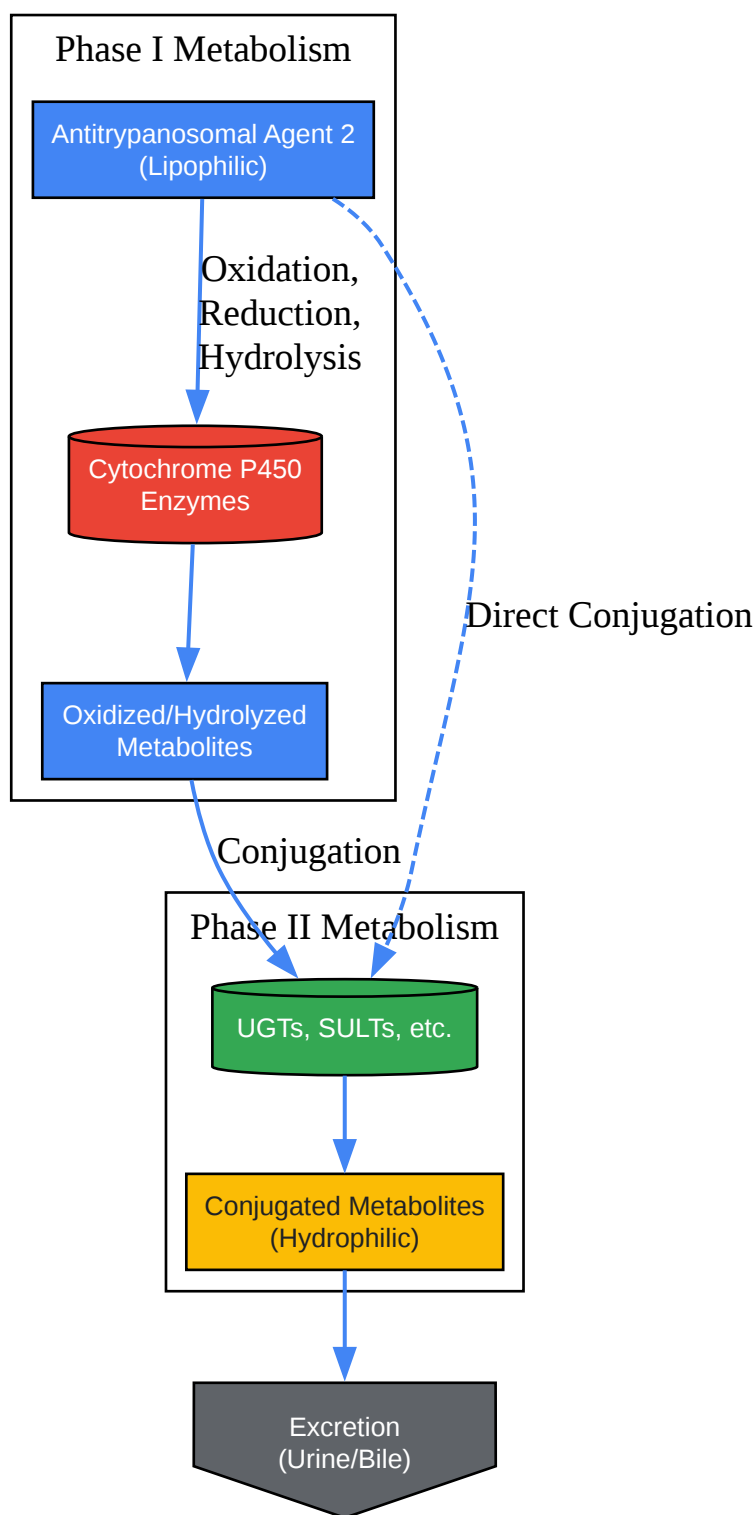 Phase I Metabolism
Antitrypanosomal Agent 2
(Lipophilic)
Oxidation,
Reduction,
Hydrolysis
Cytochrome P450
Enzymes
Direct Conjugation
Oxidized/Hydrolyzed
Metabolites
Conjugation
Phase II Metabolism
UGTs, SULTs, etc.
Conjugated Metabolites
(Hydrophilic)
Excretion
(Urine/Bile)